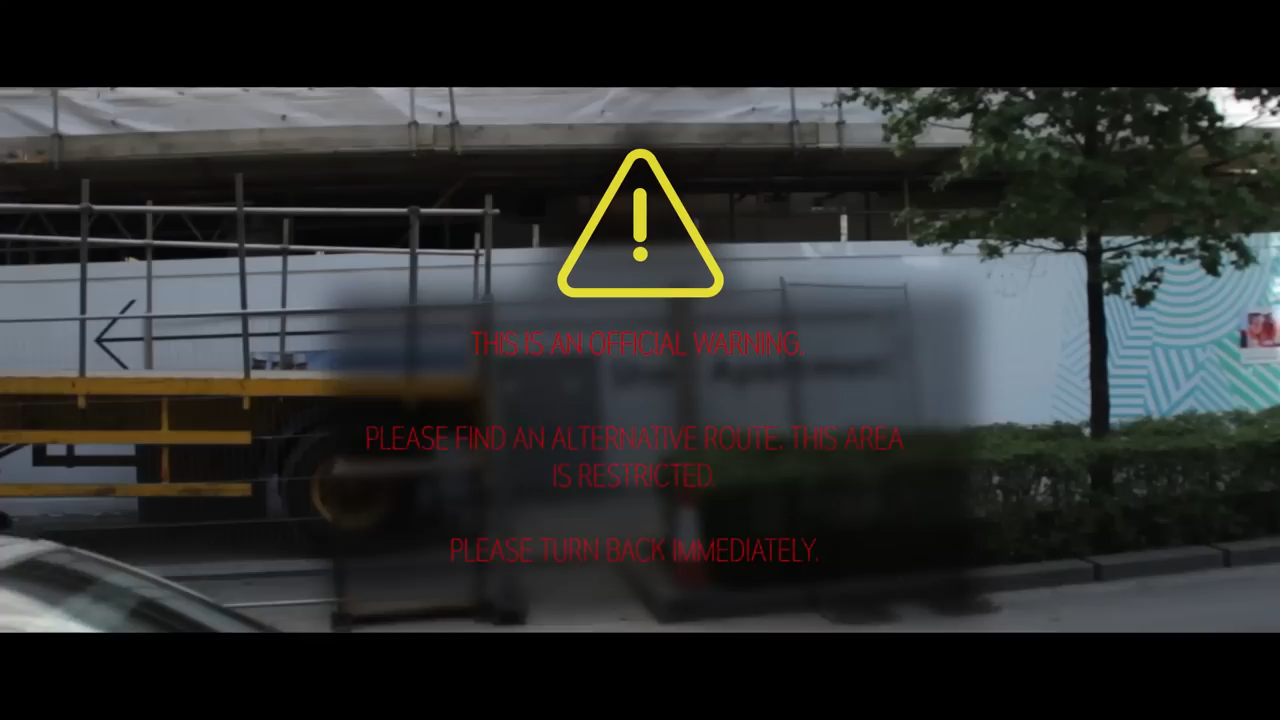 THIS IS AN OFFICIAL WARNING.
PLEASE FIND AN ALTERNATIVE ROUTE. THIS AREA
IS RESTRICTED.
PLEASE TURN BACK IMMEDIATELY.